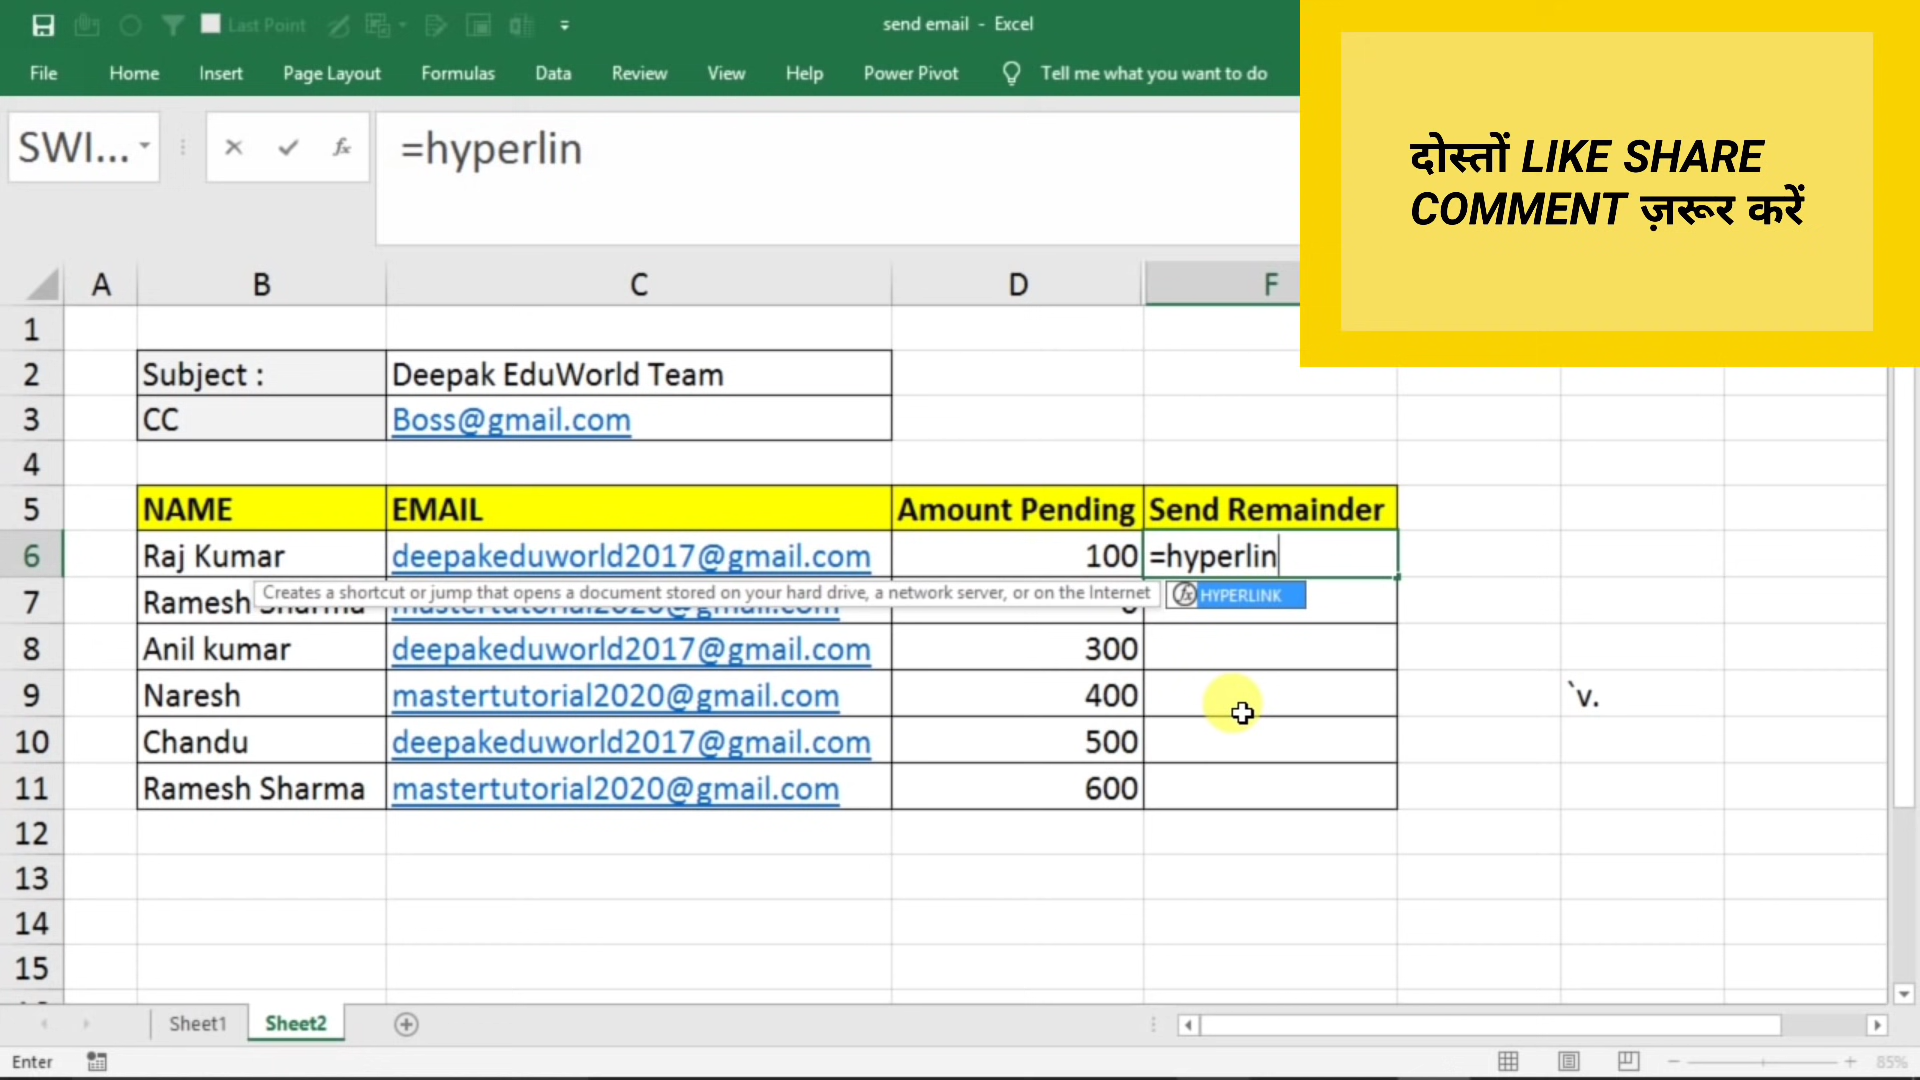 Last Point
send email - Excel
File Home Insert Page Layout Formulas Data Review View Help Power Pivot Tell me what you want to do
दोस्तों LIKE SHARE
COMMENT ज़रूर करें
SWI... fx =hyperlin
A B C D F
1
2 Subject : Deepak EduWorld Team
3 CC Boss@gmail.com
4
5 NAME EMAIL Amount Pending Send Remainder
6 Raj Kumar deepakeduworld2017@gmail.com 100 =hyperlin
Creates a shortcut or jump that opens a document stored on your hard drive, a network server, or on the Internet fx HYPERLINK
7 Ramesh
8 Anil kumar deepakeduworld2017@gmail.com 300
9 Naresh mastertutorial2020@gmail.com 400 `v.
10 Chandu deepakeduworld2017@gmail.com 500
11 Ramesh Sharma mastertutorial2020@gmail.com 600
12
13
14
15
Sheet1 Sheet2
Enter 85%